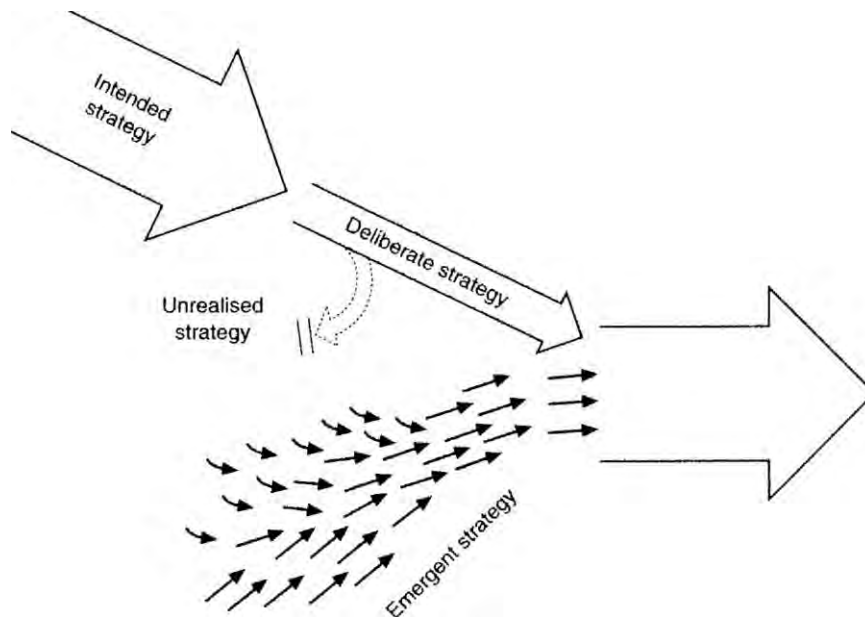 Intended
strategy
Deliberate strategy
Unrealised
strategy
Emergent strategy